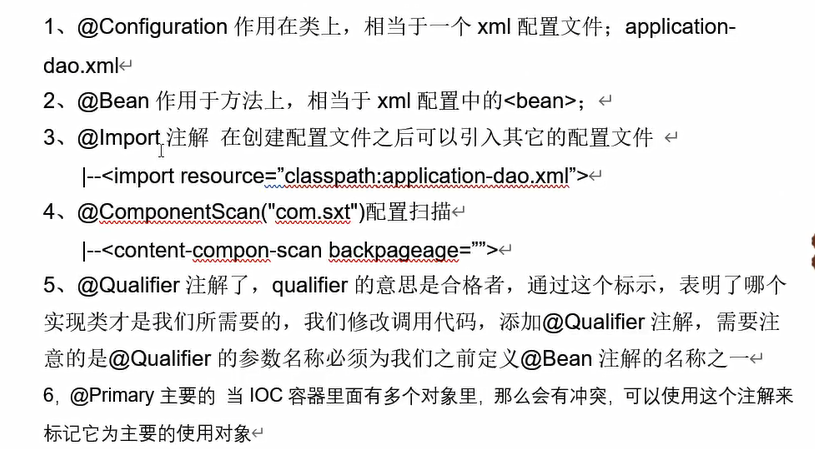 1、@Configuration 作用在类上，相当于一个 xml 配置文件；application-
dao.xml
2、@Bean 作用于方法上，相当于 xml 配置中的<bean>；
3、@Import 注解  在创建配置文件之后可以引入其它的配置文件
|--<import resource=”classpath:application-dao.xml”>
4、@ComponentScan("com.sxt")配置扫描
|--<content-compon-scan backpageage=””>
5、@Qualifier 注解了，qualifier 的意思是合格者，通过这个标示，表明了哪个
实现类才是我们所需要的，我们修改调用代码，添加@Qualifier 注解，需要注
意的是@Qualifier 的参数名称必须为我们之前定义@Bean 注解的名称之一
6，@Primary 主要的  当 IOC 容器里面有多个对象里，那么会有冲突，可以使用这个注解来
标记它为主要的使用对象